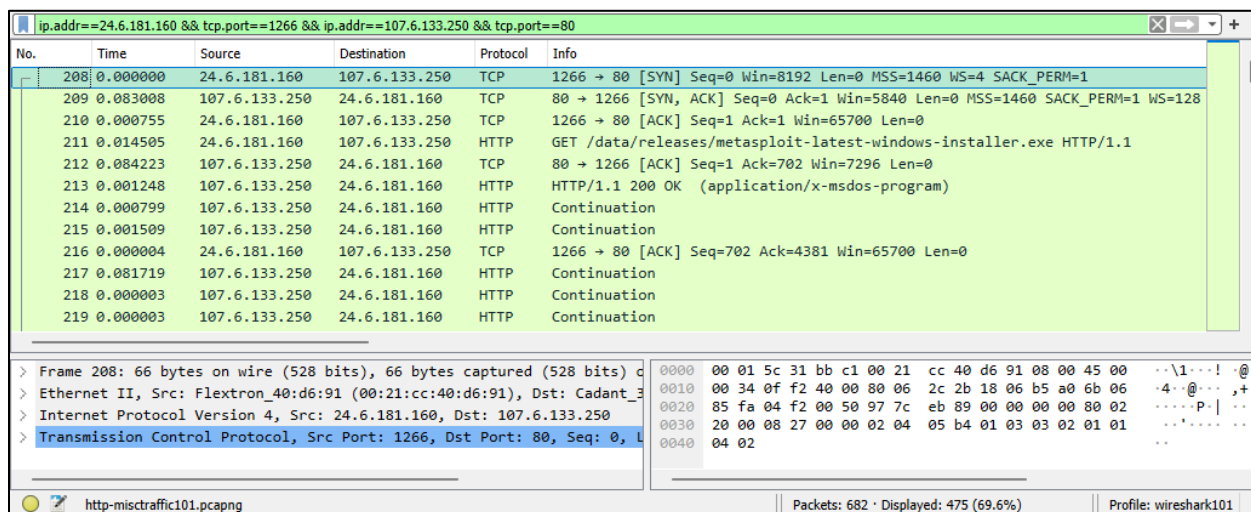 ip.addr==24.6.181.160 && tcp.port==1266 && ip.addr==107.6.133.250 && tcp.port==80
No. Time Source Destination Protocol Info
208 0.000000 24.6.181.160 107.6.133.250 TCP 1266 → 80 [SYN] Seq=0 Win=8192 Len=0 MSS=1460 WS=4 SACK_PERM=1
209 0.083008 107.6.133.250 24.6.181.160 TCP 80 → 1266 [SYN, ACK] Seq=0 Ack=1 Win=5840 Len=0 MSS=1460 SACK_PERM=1 WS=128
210 0.000755 24.6.181.160 107.6.133.250 TCP 1266 → 80 [ACK] Seq=1 Ack=1 Win=65700 Len=0
211 0.014505 24.6.181.160 107.6.133.250 HTTP GET /data/releases/metasploit-latest-windows-installer.exe HTTP/1.1
212 0.084223 107.6.133.250 24.6.181.160 TCP 80 → 1266 [ACK] Seq=1 Ack=702 Win=7296 Len=0
213 0.001248 107.6.133.250 24.6.181.160 HTTP HTTP/1.1 200 OK (application/x-msdos-program)
214 0.000799 107.6.133.250 24.6.181.160 HTTP Continuation
215 0.001509 107.6.133.250 24.6.181.160 HTTP Continuation
216 0.000004 24.6.181.160 107.6.133.250 TCP 1266 → 80 [ACK] Seq=702 Ack=4381 Win=65700 Len=0
217 0.081719 107.6.133.250 24.6.181.160 HTTP Continuation
218 0.000003 107.6.133.250 24.6.181.160 HTTP Continuation
219 0.000003 107.6.133.250 24.6.181.160 HTTP Continuation
Frame 208: 66 bytes on wire (528 bits), 66 bytes captured (528 bits) o
Ethernet II, Src: Flextron_40:d6:91 (00:21:cc:40:d6:91), Dst: Cadant_3
Internet Protocol Version 4, Src: 24.6.181.160, Dst: 107.6.133.250
Transmission Control Protocol, Src Port: 1266, Dst Port: 80, Seq: 0, L
0000 00 01 5c 31 bb c1 00 21 cc 40 d6 91 08 00 45 00 ··\1···! ·@
0010 00 34 0f f2 40 00 80 06 2c 2b 18 06 b5 a0 6b 06 ·4··@··· ,+
0020 85 fa 04 f2 00 50 97 7c eb 89 00 00 00 00 80 02 ·····P·| ··
0030 20 00 08 27 00 00 02 04 05 b4 01 03 03 02 01 01 ···'···· ··
0040 04 02 ··
http-misctraffic101.pcapng Packets: 682 · Displayed: 475 (69.6%) Profile: wireshark101